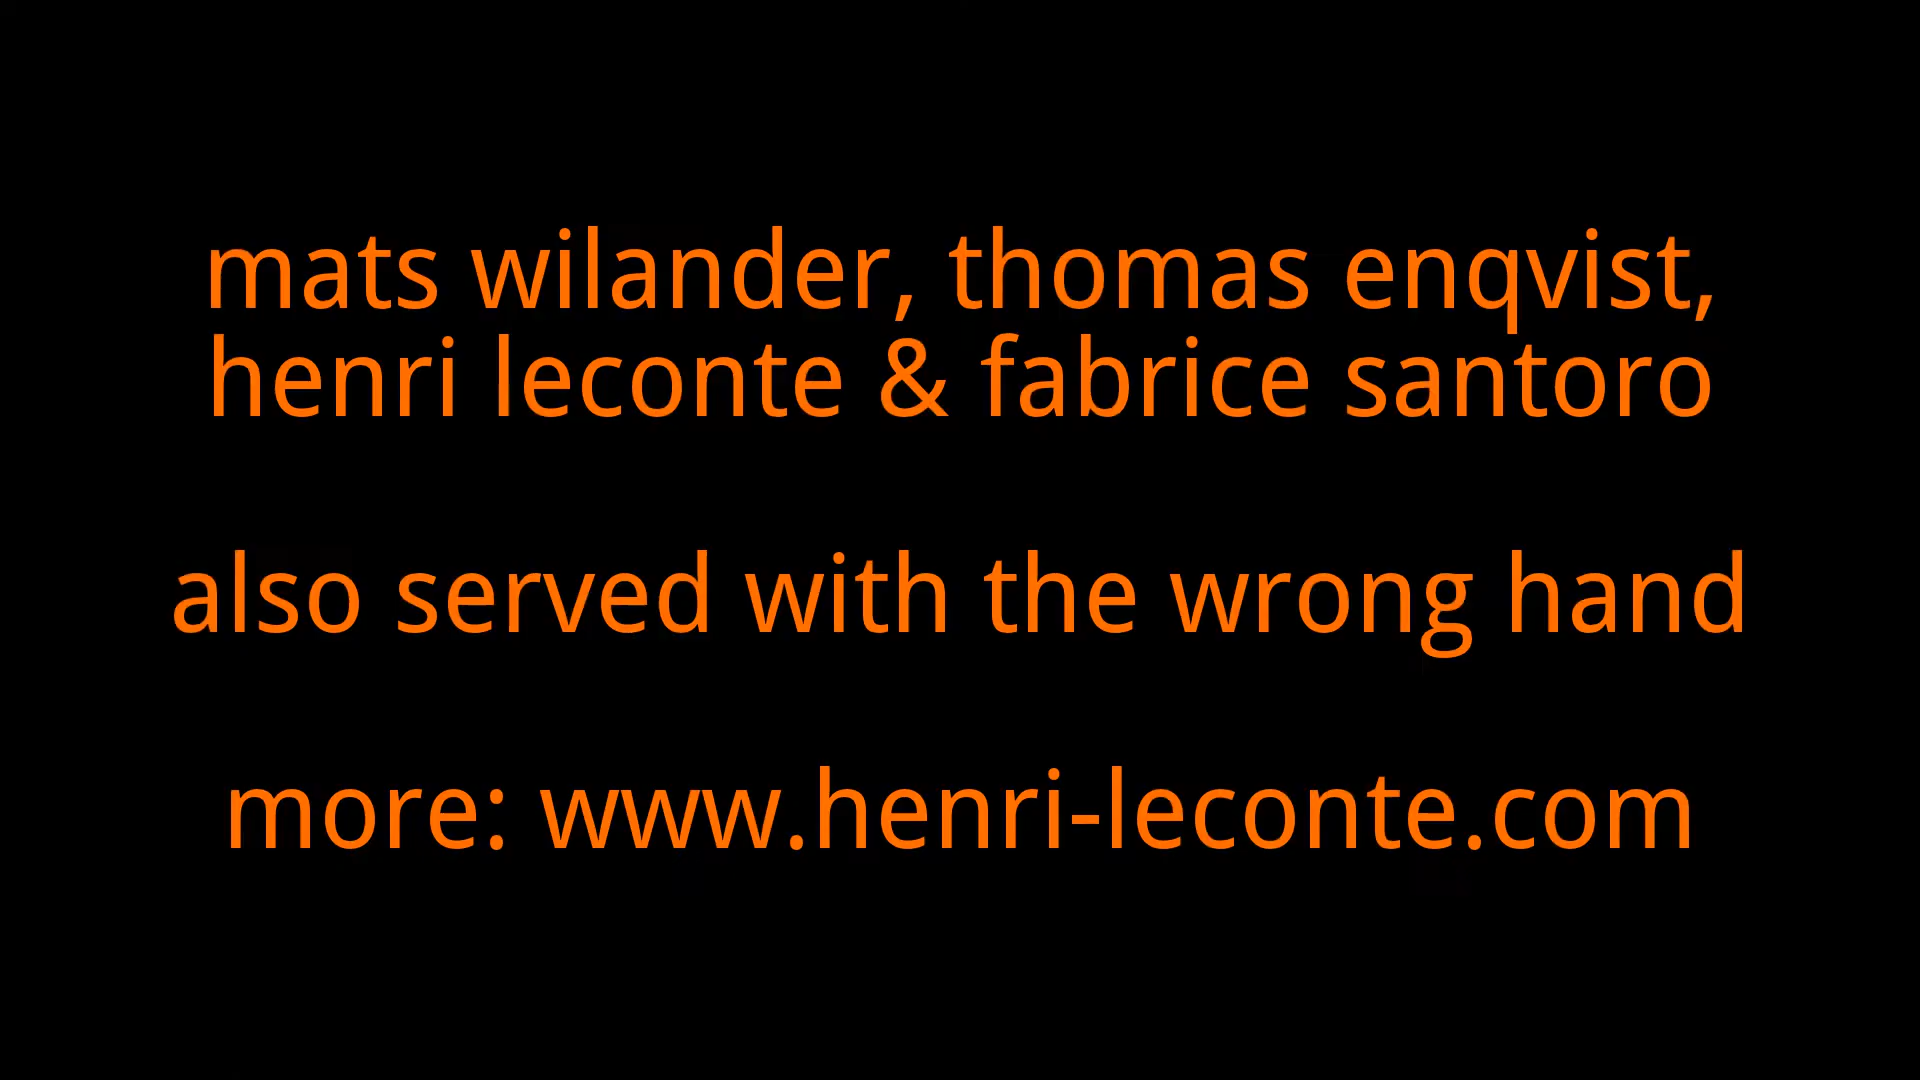 mats wilander, thomas enqvist,
henri leconte & fabrice santoro
also served with the wrong hand
more: www.henri-leconte.com